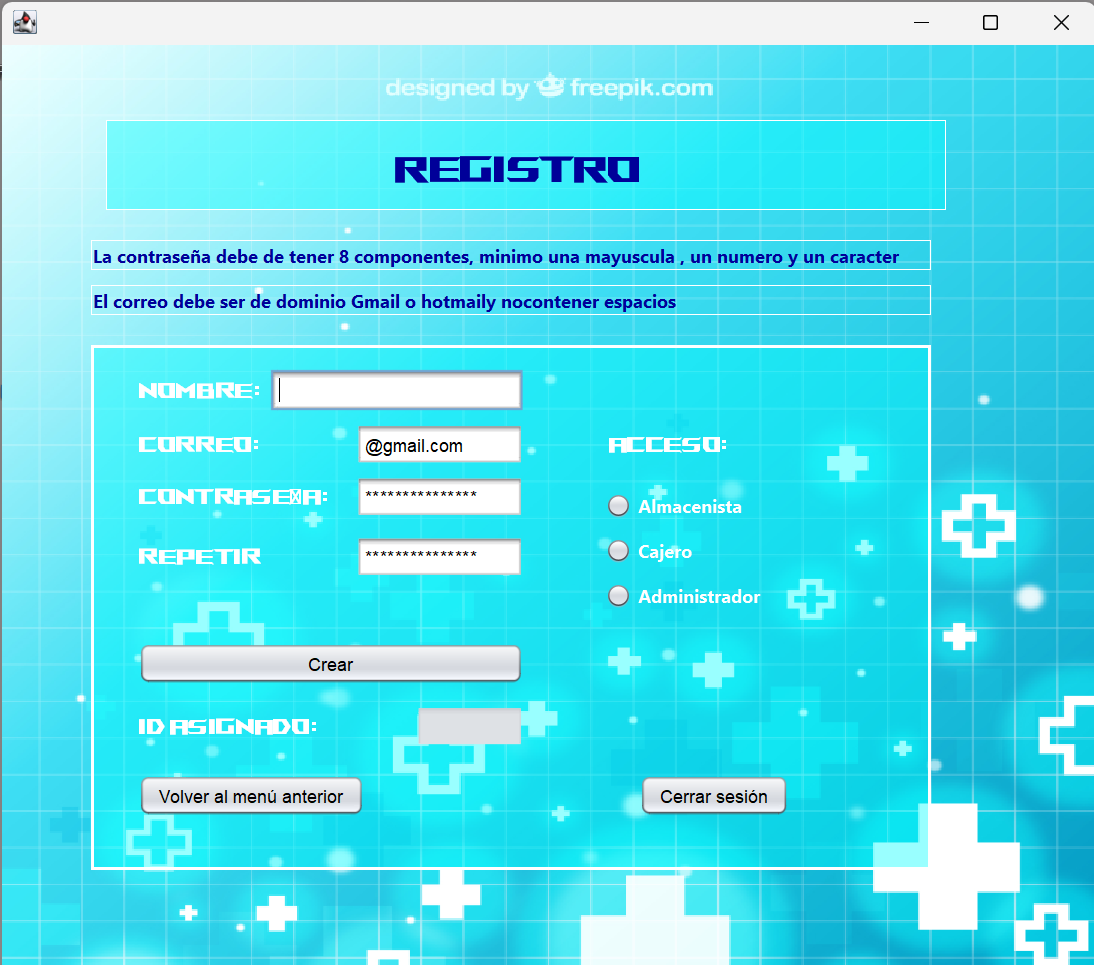 designed by freepik.com
REGISTRO
La contraseña debe de tener 8 componentes, minimo una mayuscula , un numero y un caracter
El correo debe ser de dominio Gmail o hotmaily nocontener espacios
NOMBRE:
CORREO: @gmail.com
ACCESO:
CONTRASEÑA: ***************
Almacenista
Cajero
REPETIR ***************
Administrador
Crear
ID ASIGNADO:
Volver al menú anterior
Cerrar sesión